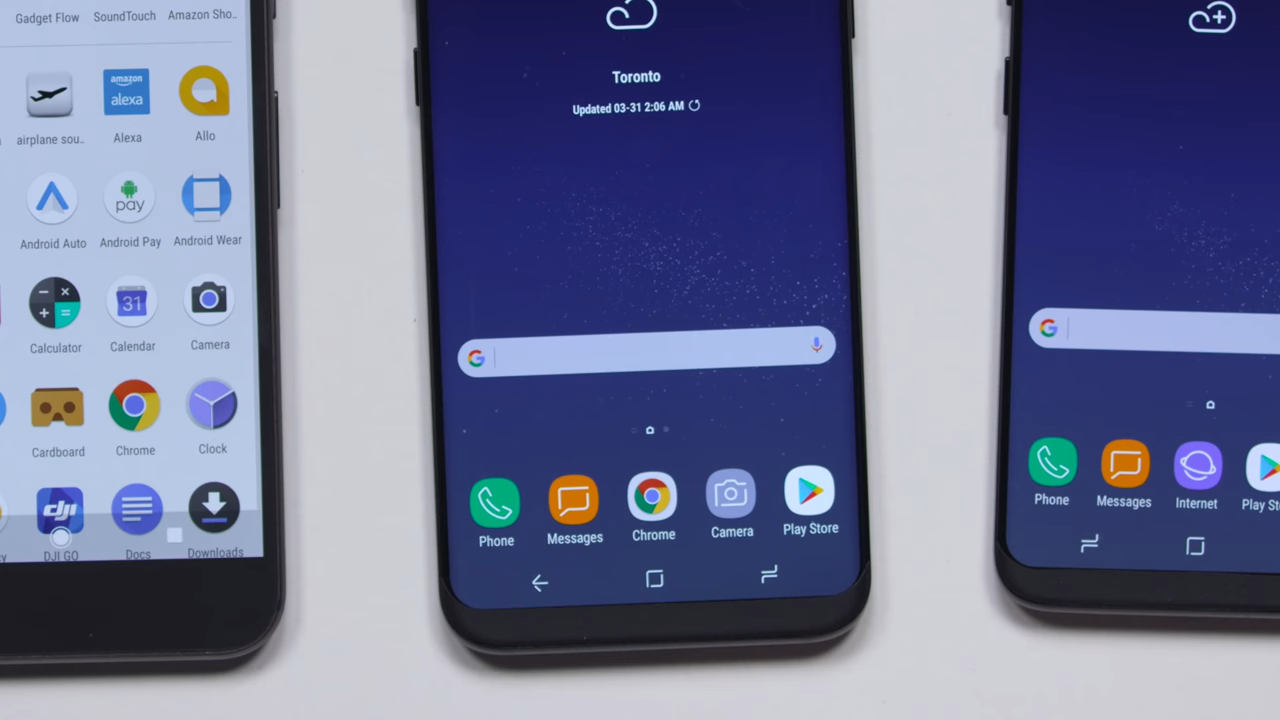 Gadget Flow SoundTouch Amazon Sho..
airplane sou.. Alexa Allo
amazon
alexa
Android Auto Android Pay Android Wear
pay
Calculator Calendar Camera
31
Cardboard Chrome Clock
DJI GO Docs Downloads
dji
Toronto
Updated 03-31 2:06 AM
G
Phone Messages Chrome Camera Play Store
G
Phone Messages Internet Play Sto